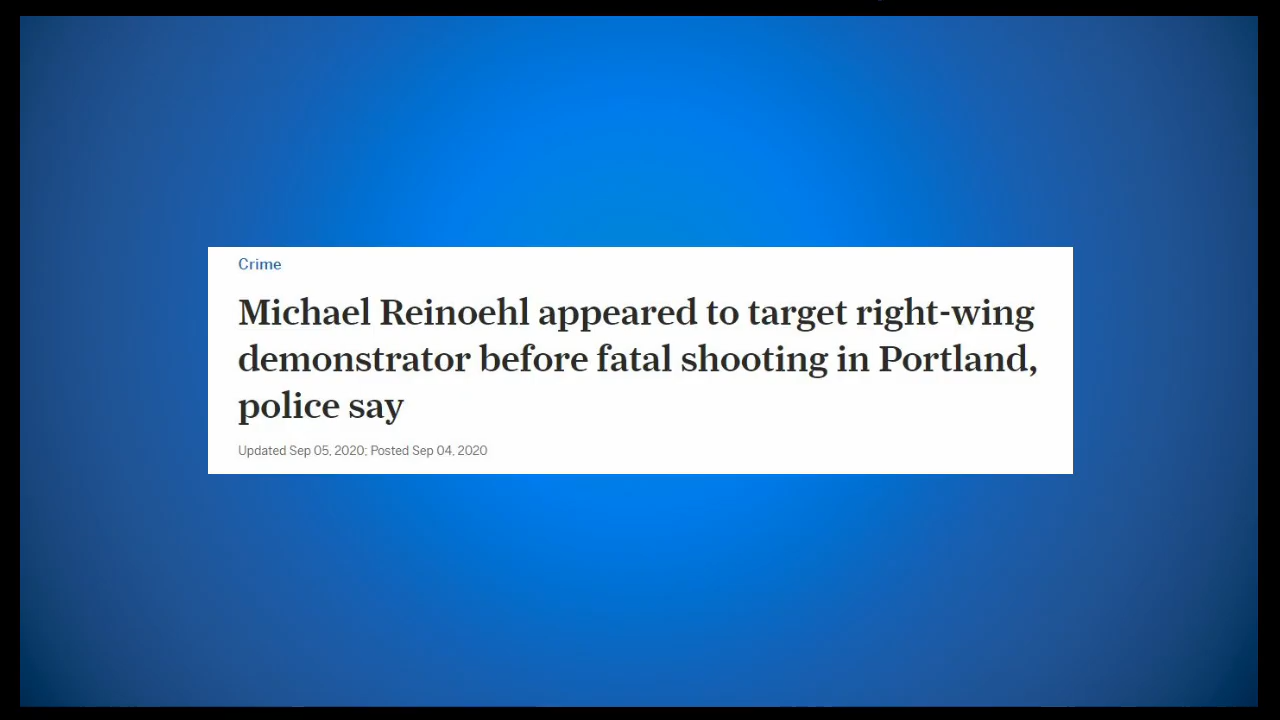 Crime
Michael Reinoehl appeared to target right-wing
demonstrator before fatal shooting in Portland,
police say
Updated Sep 05, 2020; Posted Sep 04, 2020